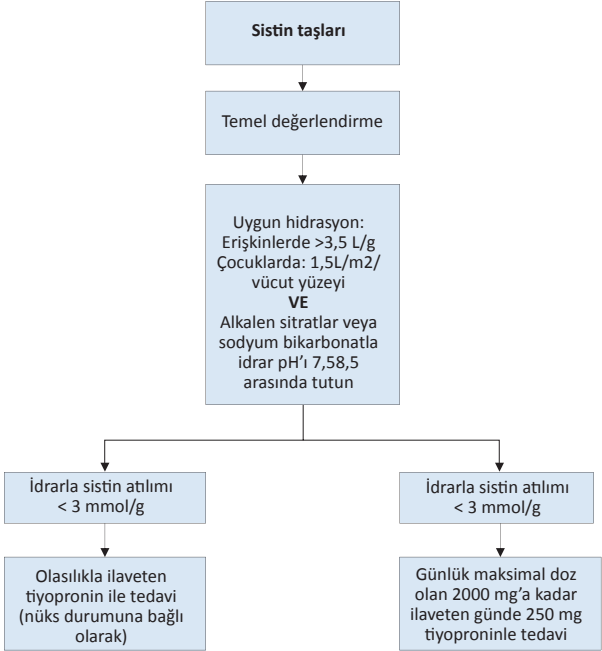 Sistin taşları
Temel değerlendirme
Uygun hidrasyon:
Erişkinlerde >3,5 L/g
Çocuklarda: 1,5L/m2/
vücut yüzeyi
VE
Alkalen sitratlar veya
sodyum bikarbonatla
idrar pH'ı 7,58,5
arasında tutun
İdrarla sistin atılımı
< 3 mmol/g
İdrarla sistin atılımı
< 3 mmol/g
Olasılıkla ilaveten
tiyopronin ile tedavi
(nüks durumuna bağlı
olarak)
Günlük maksimal doz
olan 2000 mg'a kadar
ilaveten günde 250 mg
tiyoproninle tedavi